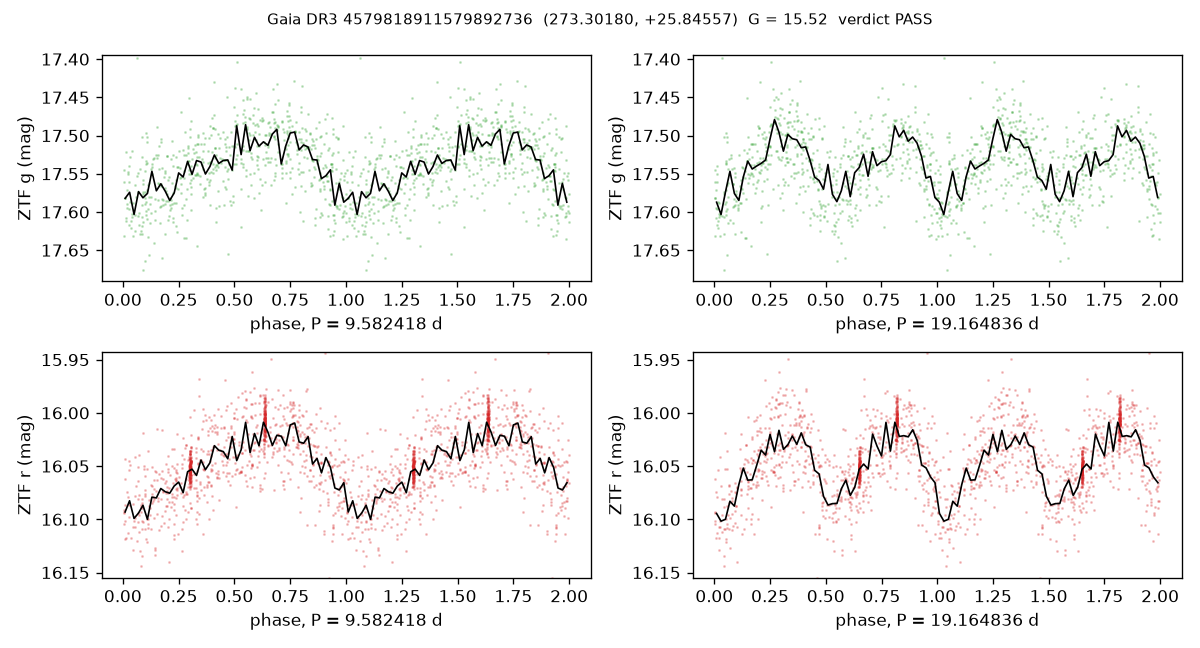 Gaia DR3 4579818911579892736  (273.30180, +25.84557)  G = 15.52  verdict PASS
ZTF g (mag)
17.40
17.45
17.50
17.55
17.60
17.65
0.00 0.25 0.50 0.75 1.00 1.25 1.50 1.75 2.00
phase, P = 9.582418 d
ZTF g (mag)
17.40
17.45
17.50
17.55
17.60
17.65
0.00 0.25 0.50 0.75 1.00 1.25 1.50 1.75 2.00
phase, P = 19.164836 d
ZTF r (mag)
15.95
16.00
16.05
16.10
16.15
0.00 0.25 0.50 0.75 1.00 1.25 1.50 1.75 2.00
phase, P = 9.582418 d
ZTF r (mag)
15.95
16.00
16.05
16.10
16.15
0.00 0.25 0.50 0.75 1.00 1.25 1.50 1.75 2.00
phase, P = 19.164836 d